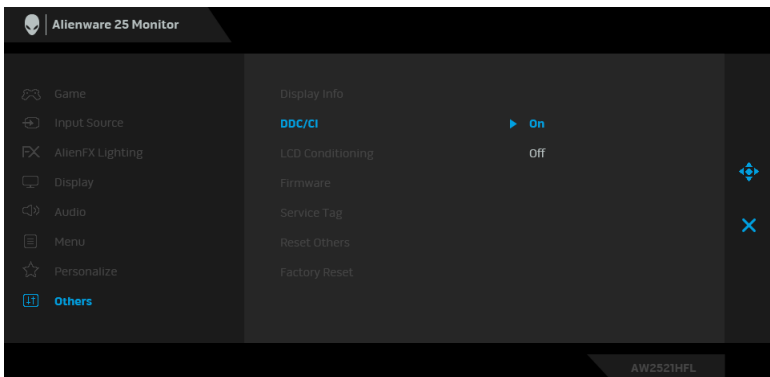 Alienware 25 Monitor
Game
Display Info
Input Source
DDC/CI
On
FX
AlienFX Lighting
LCD Conditioning
Off
Display
Firmware
Audio
Service Tag
Menu
Reset Others
Personalize
Factory Reset
Others
AW2521HFL